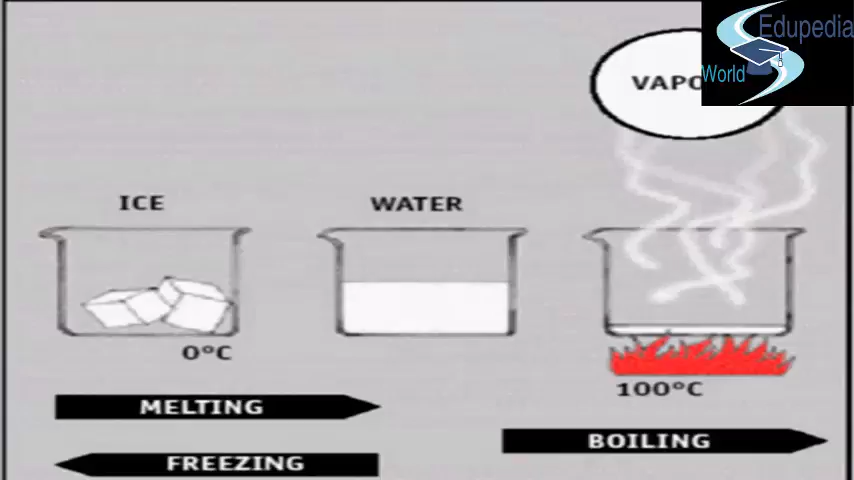 Edupedia
World
VAPO
ICE
WATER
0°C
100°C
MELTING
BOILING
FREEZING